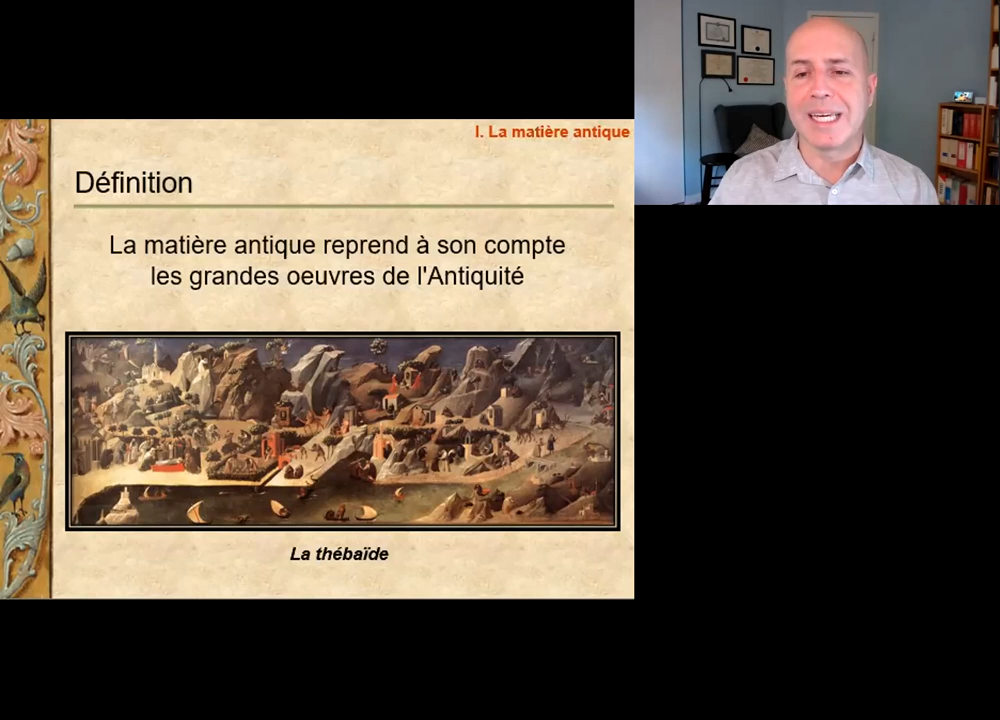 I. La matière antique
Définition
La matière antique reprend à son compte
les grandes oeuvres de l'Antiquité
La thébaïde